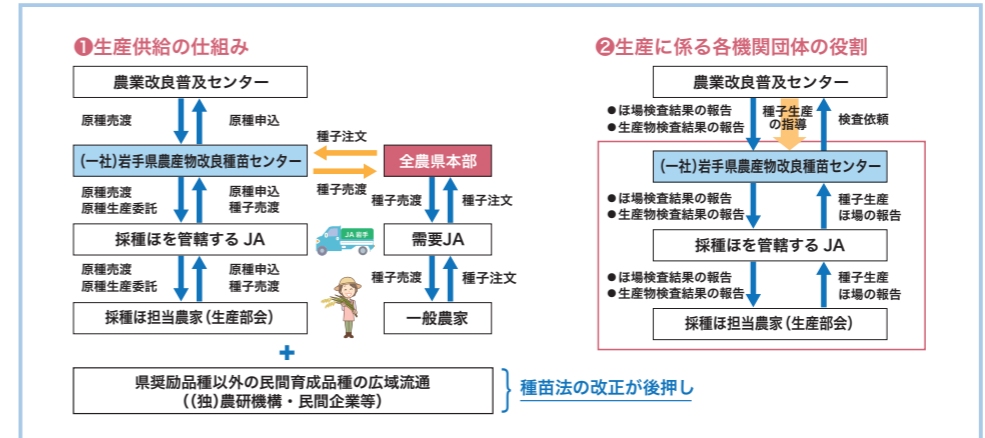 ❶生産供給の仕組み
農業改良普及センター
原種売渡
原種申込
(一社)岩手県農産物改良種苗センター
種子注文
種子売渡
全農県本部
原種売渡
原種生産委託
原種申込
種子売渡
種子売渡
種子注文
採種ほを管轄する JA
JA 岩手
需要JA
原種売渡
原種生産委託
原種申込
種子売渡
種子売渡
種子注文
採種ほ担当農家(生産部会)
一般農家
+
県奨励品種以外の民間育成品種の広域流通
((独)農研機構・民間企業等)
種苗法の改正が後押し
❷生産に係る各機関団体の役割
農業改良普及センター
●ほ場検査結果の報告
●生産物検査結果の報告
種子生産
の指導
検査依頼
(一社)岩手県農産物改良種苗センター
●ほ場検査結果の報告
●生産物検査結果の報告
種子生産
ほ場の報告
採種ほを管轄する JA
●ほ場検査結果の報告
●生産物検査結果の報告
種子生産
ほ場の報告
採種ほ担当農家(生産部会)